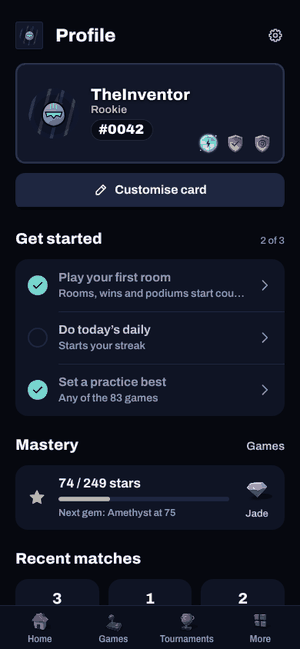 Profile
TheInventor
Rookie
#0042
Customise card
Get started
2 of 3
Play your first room
Rooms, wins and podiums start cou...
Do today's daily
Starts your streak
Set a practice best
Any of the 83 games
Mastery
Games
74 / 249 stars
Next gem: Amethyst at 75
Jade
Recent matches
3
1
2
Home
Games
Tournaments
More